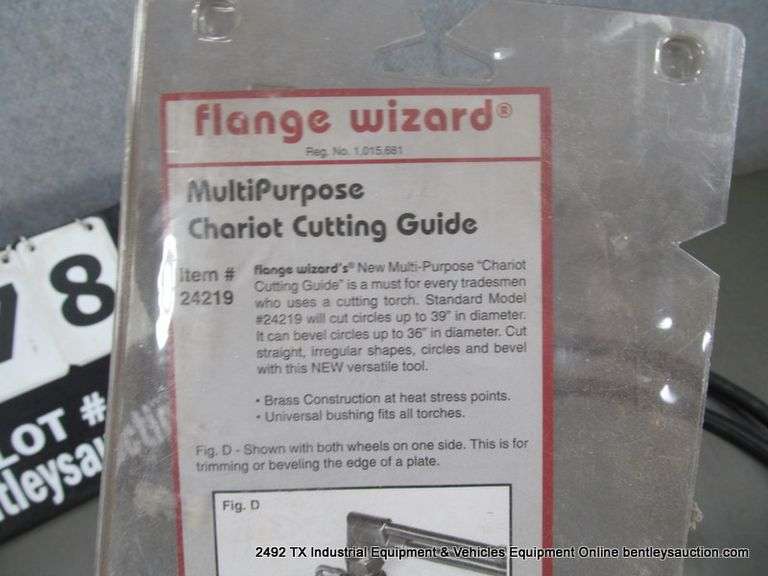 flange wizard®
Reg. No. 1,015,681
MultiPurpose
Chariot Cutting Guide
Item #
24219
flange wizard's® New Multi-Purpose "Chariot
Cutting Guide" is a must for every tradesmen
who uses a cutting torch. Standard Model
#24219 will cut circles up to 39" in diameter.
It can bevel circles up to 36" in diameter. Cut
straight, irregular shapes, circles and bevel
with this NEW versatile tool.
• Brass Construction at heat stress points.
• Universal bushing fits all torches.
Fig. D - Shown with both wheels on one side. This is for
trimming or beveling the edge of a plate.
Fig. D
78
LOT #
ntleysauction
2492 TX Industrial Equipment & Vehicles Equipment Online bentleysauction.com